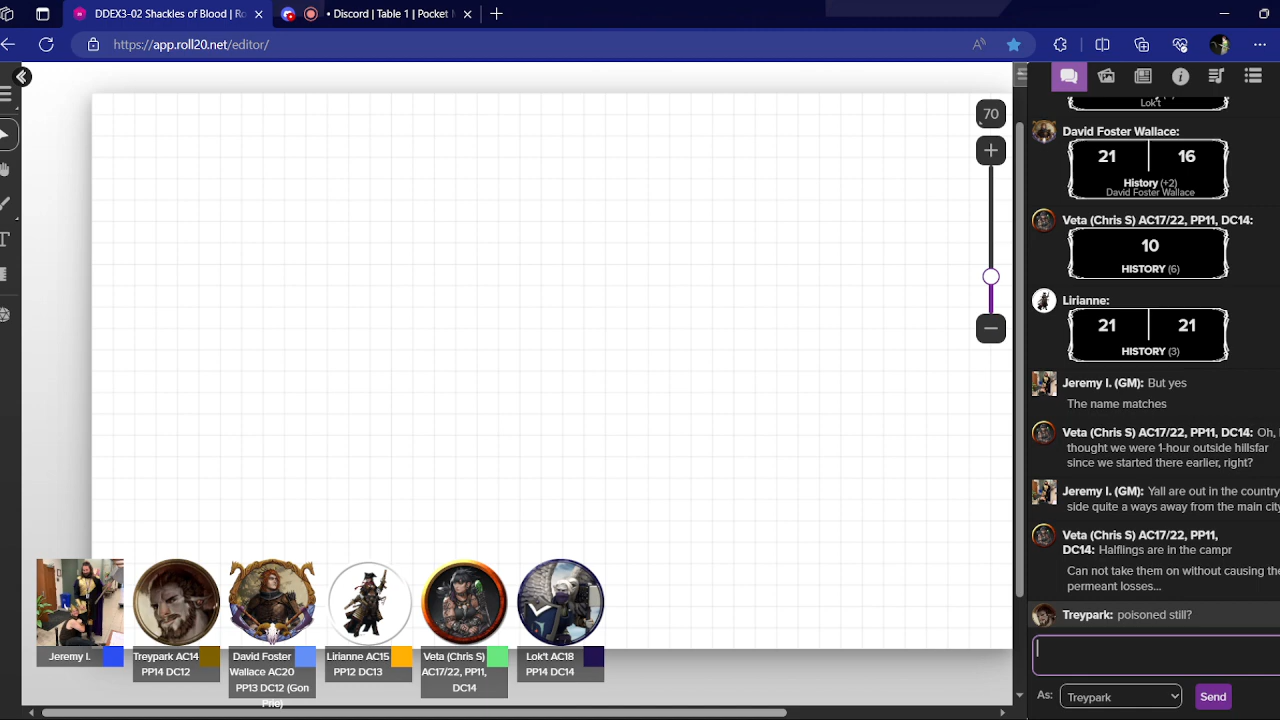 DDEX3-02 Shackles of Blood | Ro
• Discord | Table 1 | Pocket
https://app.roll20.net/editor/
70
Lok't
David Foster Wallace:
21 16
History (+2)
David Foster Wallace
Veta (Chris S) AC17/22, PP11, DC14:
10
HISTORY (6)
Lirianne:
21 21
HISTORY (3)
Jeremy I. (GM): But yes
The name matches
Veta (Chris S) AC17/22, PP11, DC14: Oh,
thought we were 1-hour outside hillsfar
since we started there earlier, right?
Jeremy I. (GM): Yall are out in the country
side quite a ways away from the main city
Veta (Chris S) AC17/22, PP11,
DC14: Halflings are in the campr
Can not take them on without causing the
permeant losses...
Treypark: poisoned still?
As: Treypark Send
Jeremy I.
Treypark AC14
PP14 DC12
David Foster
Wallace AC20
PP13 DC12 (Gon
Prie)
Lirianne AC15
PP12 DC13
Veta (Chris S)
AC17/22, PP11,
DC14
Lok't AC18
PP14 DC14